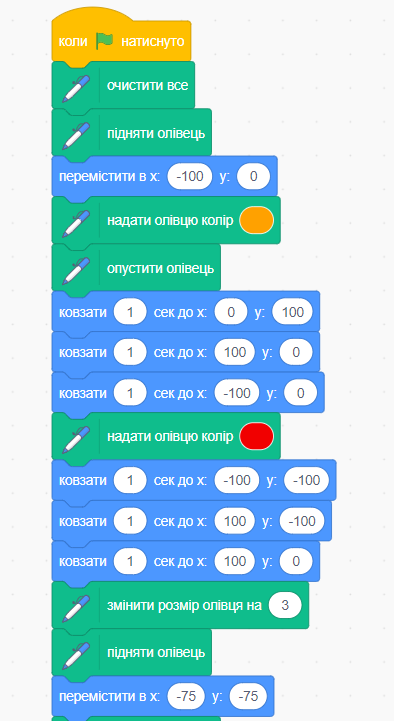 коли натиснуто
очистити все
підняти олівець
перемістити в x: -100 y: 0
надати олівцю колір
опустити олівець
ковзати 1 сек до x: 0 y: 100
ковзати 1 сек до x: 100 y: 0
ковзати 1 сек до x: -100 y: 0
надати олівцю колір
ковзати 1 сек до x: -100 y: -100
ковзати 1 сек до x: 100 y: -100
ковзати 1 сек до x: 100 y: 0
змінити розмір олівця на 3
підняти олівець
перемістити в x: -75 y: -75